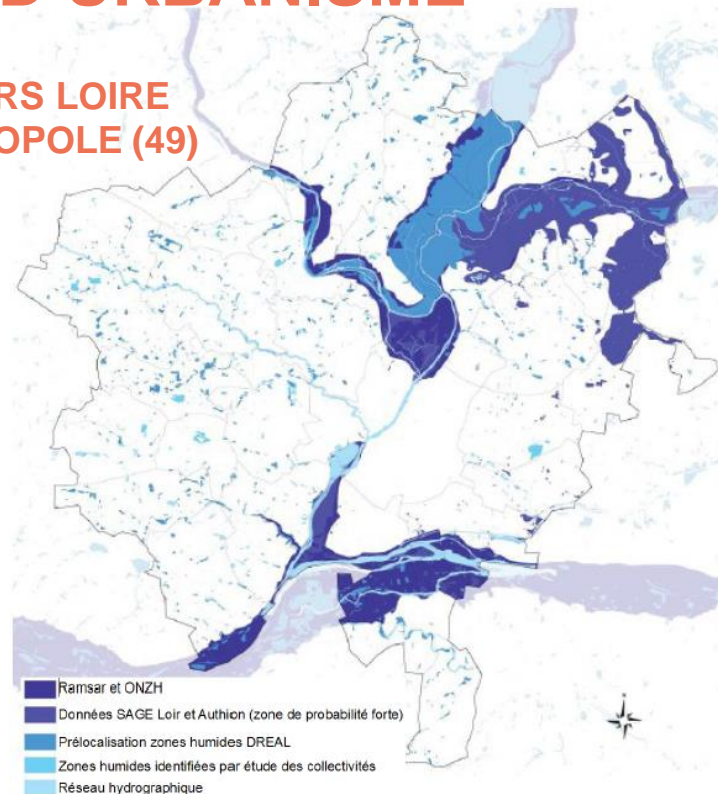 D'URBANISME
RS LOIRE
OPOLE (49)
Ramsar et ONZH
Données SAGE Loir et Authion (zone de probabilité forte)
Prélocalisation zones humides DREAL
Zones humides identifiées par étude des collectivités
Réseau hydrographique